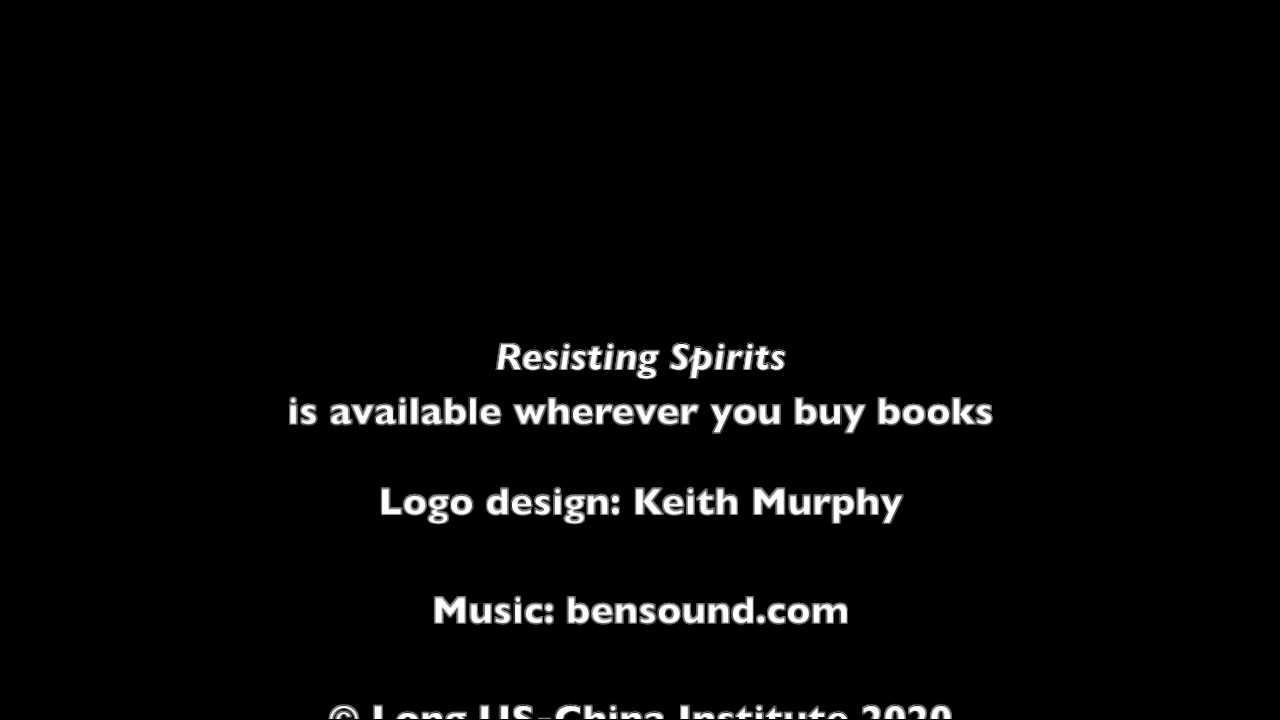 Resisting Spirits
is available wherever you buy books
Logo design: Keith Murphy
Music: bensound.com
© Long US-China Institute 2020